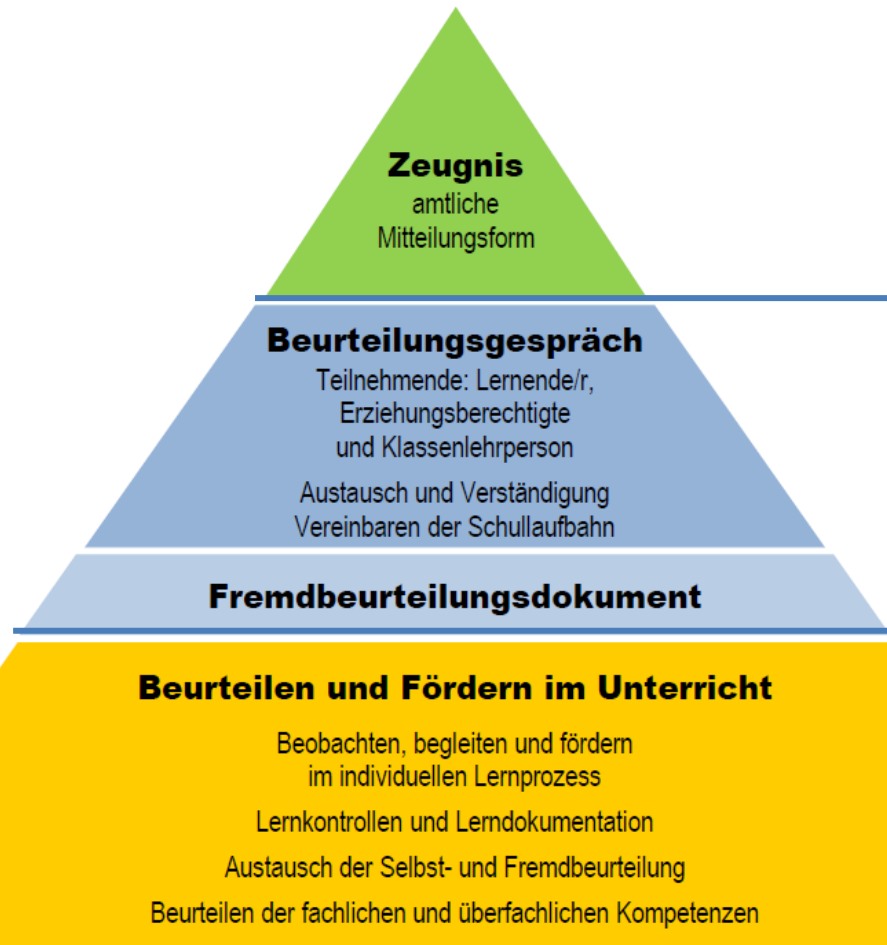 Zeugnis
amtliche
Mitteilungsform
Beurteilungsgespräch
Teilnehmende: Lernende/r,
Erziehungsberechtigte
und Klassenlehrperson
Austausch und Verständigung
Vereinbaren der Schullaufbahn
Fremdbeurteilungsdokument
Beurteilen und Fördern im Unterricht
Beobachten, begleiten und fördern
im individuellen Lernprozess
Lernkontrollen und Lerndokumentation
Austausch der Selbst- und Fremdbeurteilung
Beurteilen der fachlichen und überfachlichen Kompetenzen